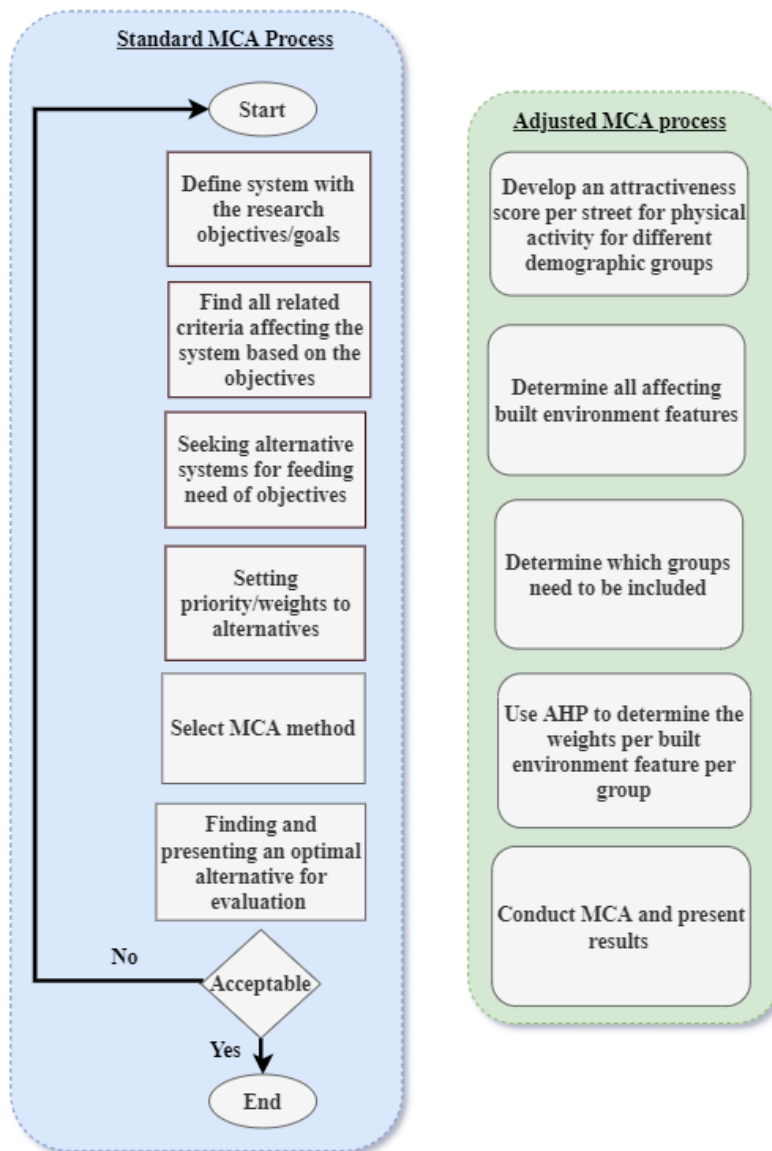 Standard MCA Process
Start
Define system with
the research
objectives/goals
Find all related
criteria affecting the
system based on the
objectives
Seeking alternative
systems for feeding
need of objectives
Setting
priority/weights to
alternatives
Select MCA method
Finding and
presenting an optimal
alternative for
evaluation
No
Acceptable
Yes
End
Adjusted MCA process
Develop an attractiveness
score per street for physical
activity for different
demographic groups
Determine all affecting
built environment features
Determine which groups
need to be included
Use AHP to determine the
weights per built
environment feature per
group
Conduct MCA and present
results